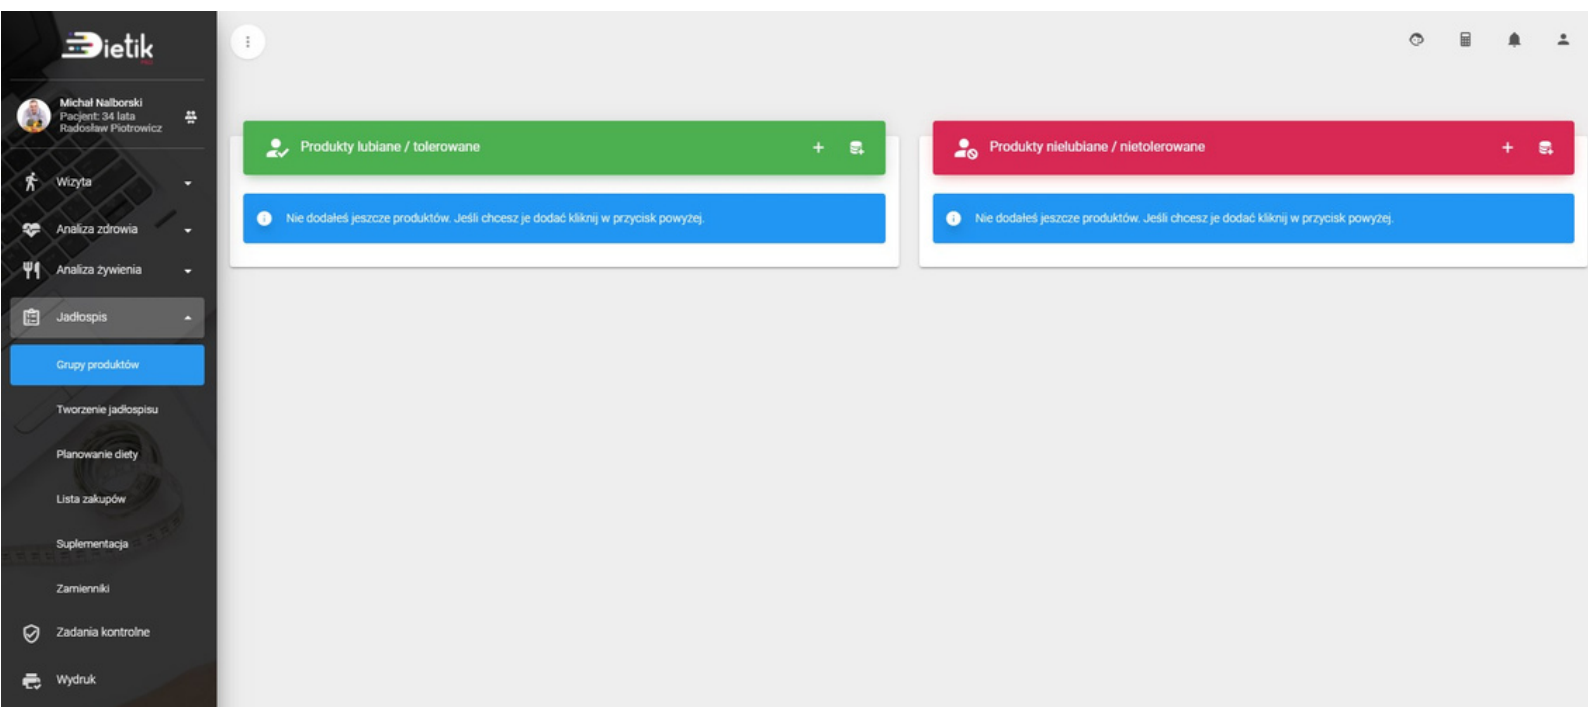 Dietik
PRO
Michał Nalborski
Pacjent: 34 lata
Radosław Piotrowicz
Wizyta
Analiza zdrowia
Analiza żywienia
Jadłospis
Grupy produktów
Tworzenie jadłospisu
Planowanie diety
Lista zakupów
Suplementacja
Zamienniki
Zadania kontrolne
Wydruk
Produkty lubiane / tolerowane
Nie dodałeś jeszcze produktów. Jeśli chcesz je dodać kliknij w przycisk powyżej.
Produkty nielubiane / nietolerowane
Nie dodałeś jeszcze produktów. Jeśli chcesz je dodać kliknij w przycisk powyżej.